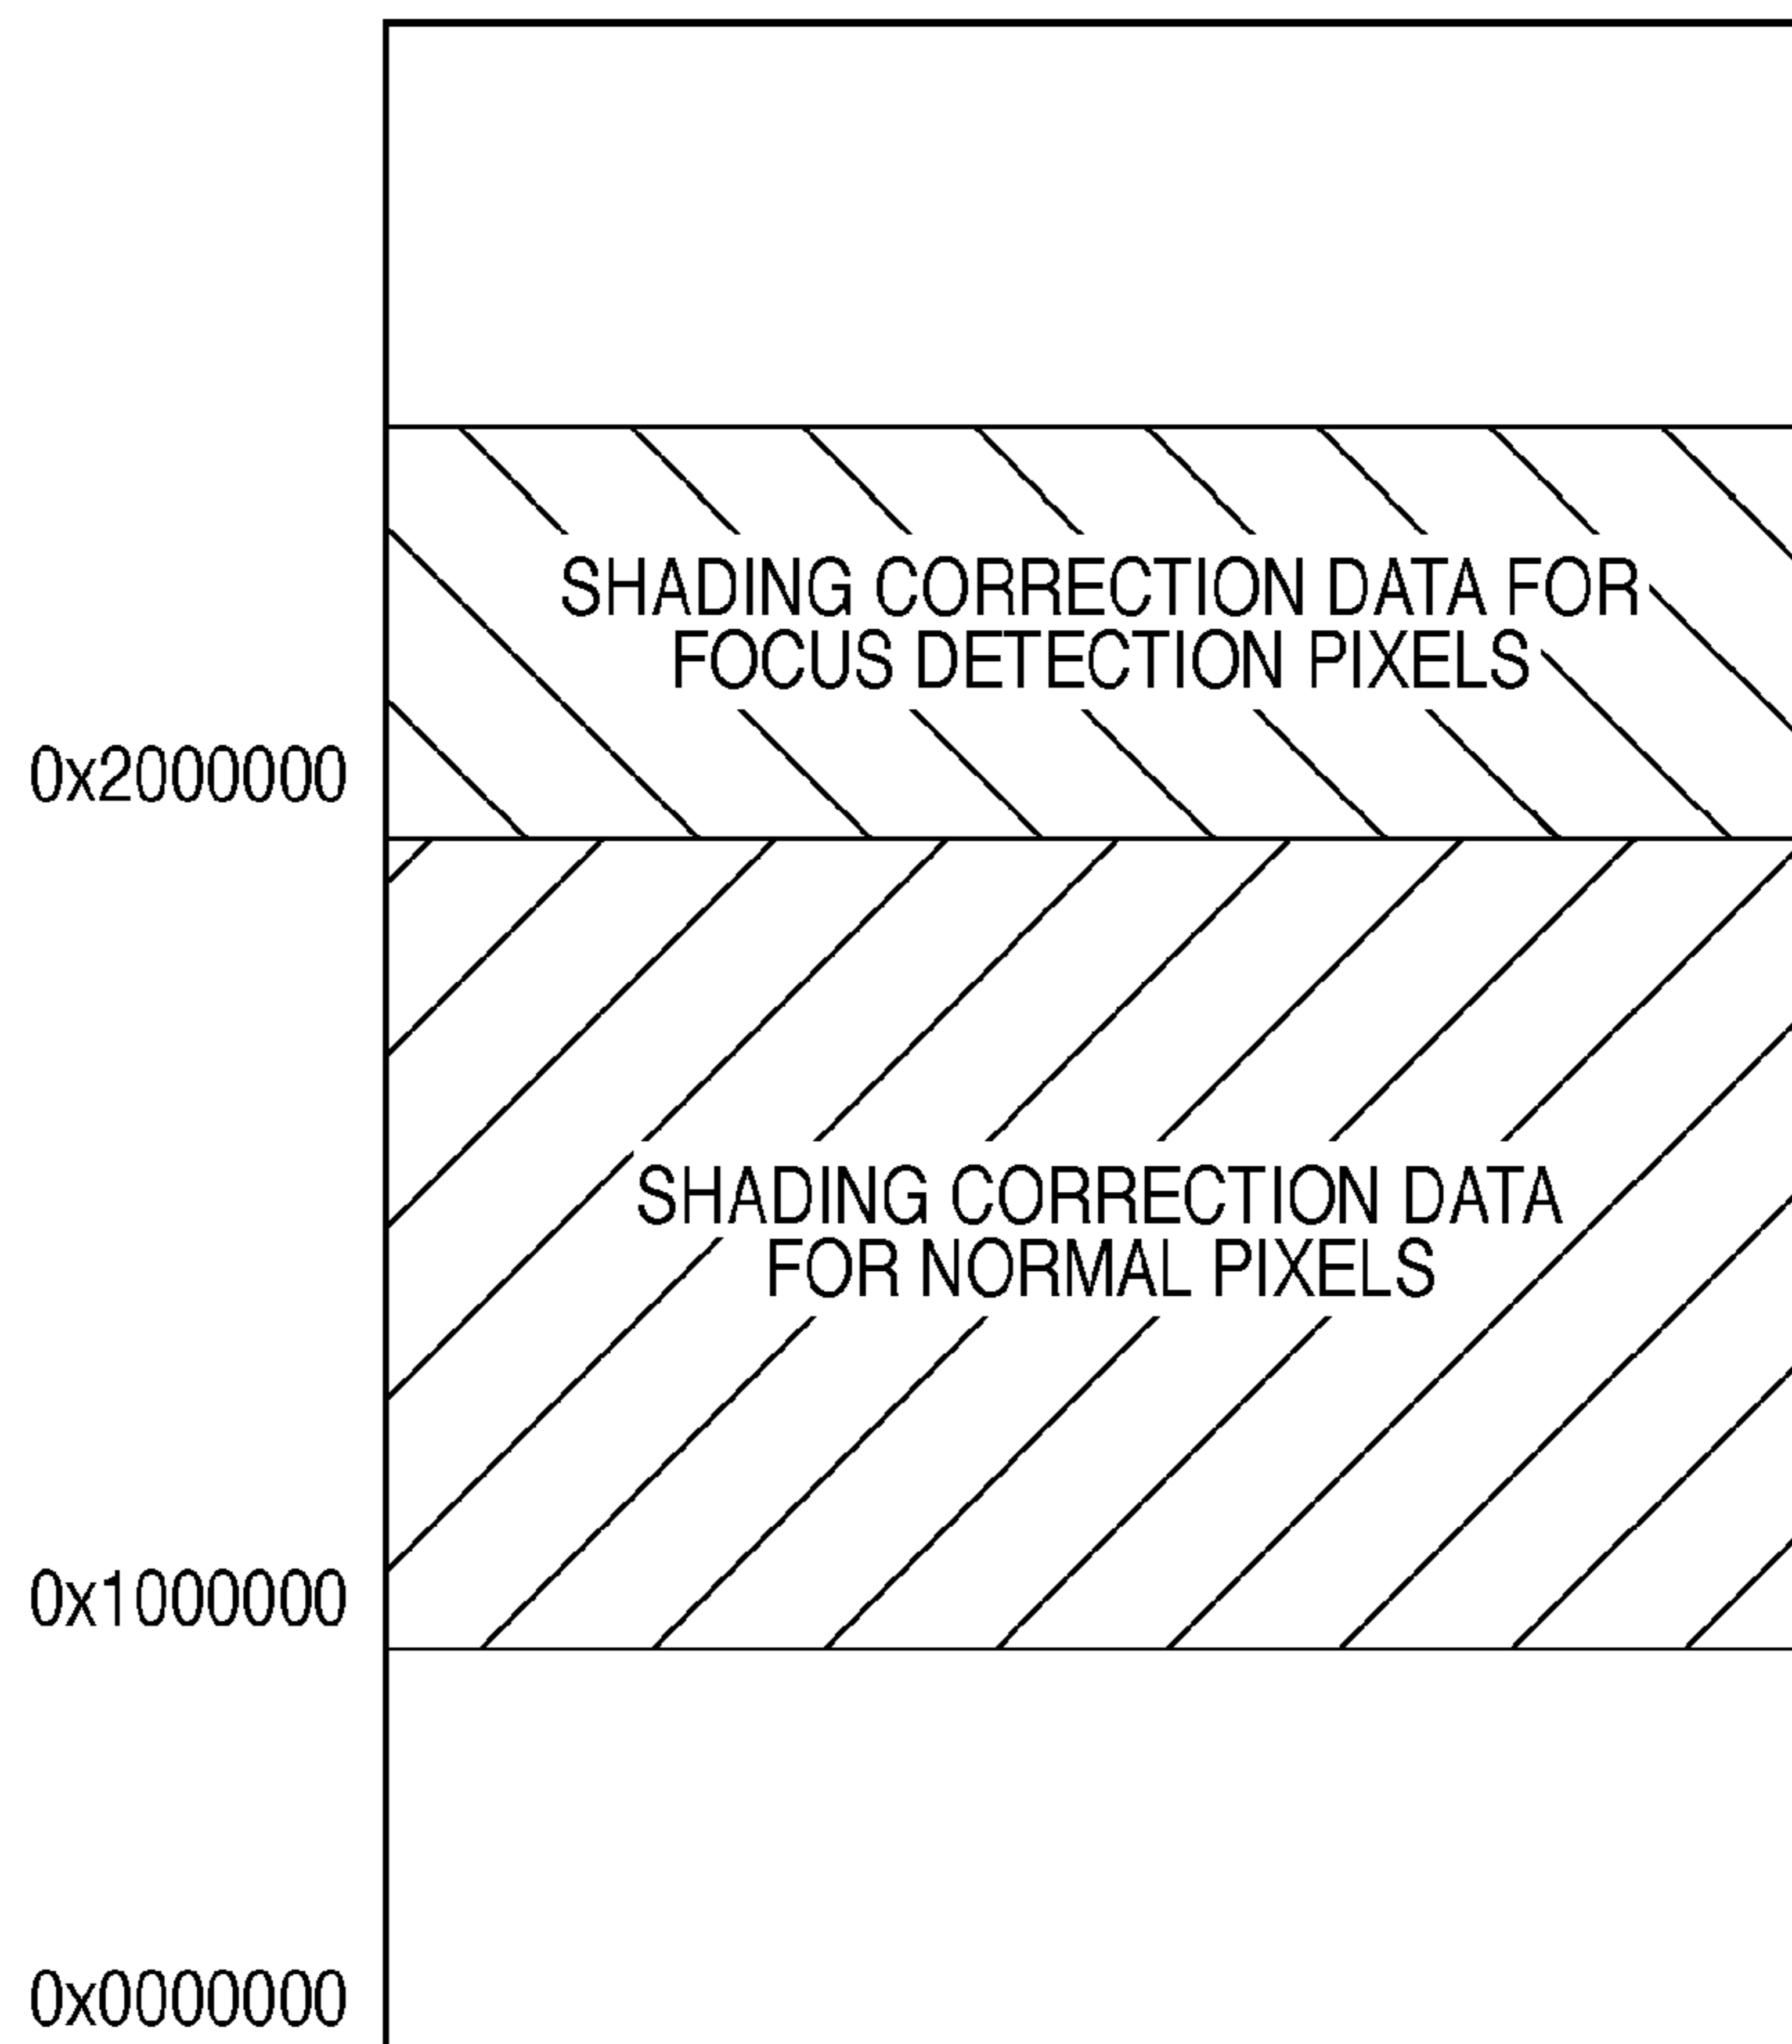 SHADING CORRECTION DATA FOR
FOCUS DETECTION PIXELS
0x2000000
SHADING CORRECTION DATA
FOR NORMAL PIXELS
0x1000000
0x0000000